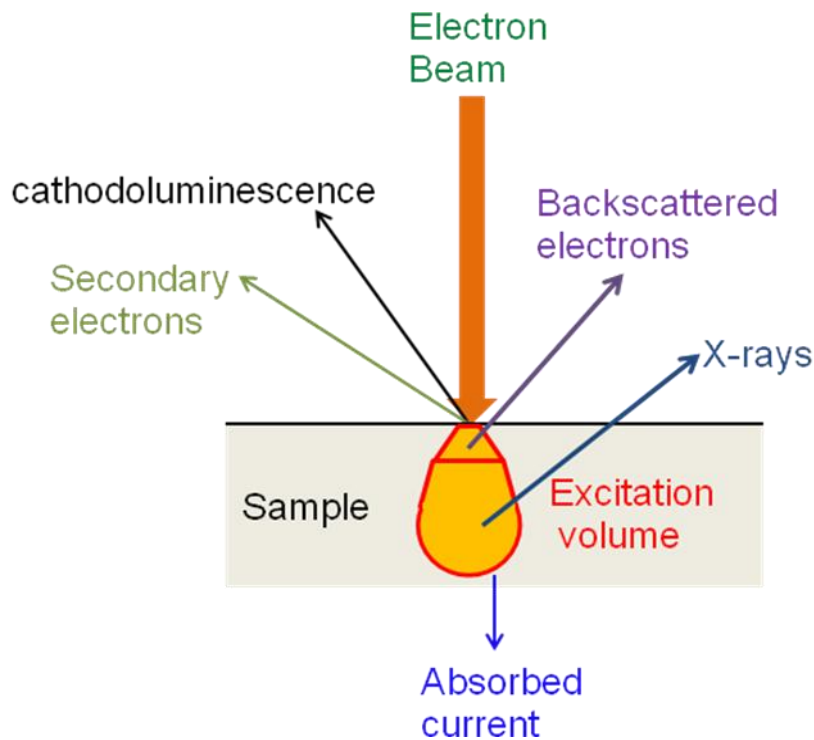 Electron
Beam
cathodoluminescence
Backscattered
electrons
Secondary
electrons
X-rays
Sample
Excitation
volume
Absorbed
current